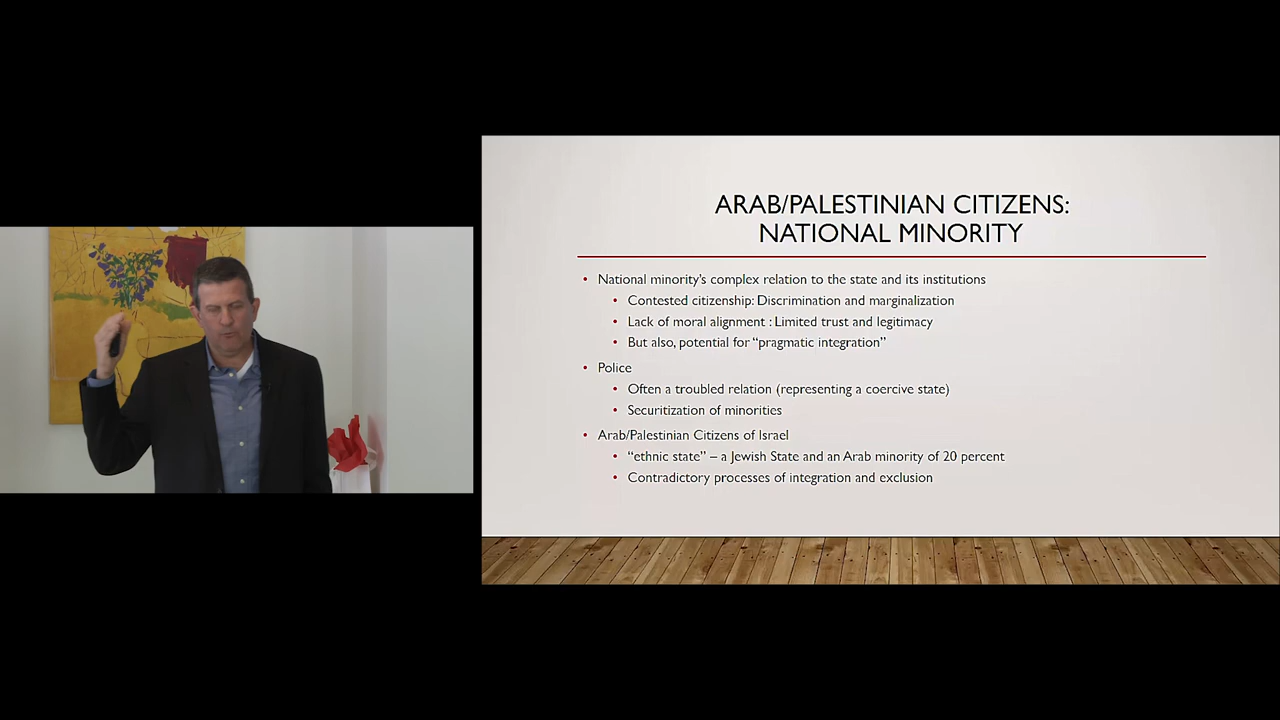 ARAB/PALESTINIAN CITIZENS:
NATIONAL MINORITY
• National minority's complex relation to the state and its institutions
• Contested citizenship: Discrimination and marginalization
• Lack of moral alignment : Limited trust and legitimacy
• But also, potential for “pragmatic integration”
• Police
• Often a troubled relation (representing a coercive state)
• Securitization of minorities
• Arab/Palestinian Citizens of Israel
• “ethnic state” – a Jewish State and an Arab minority of 20 percent
• Contradictory processes of integration and exclusion